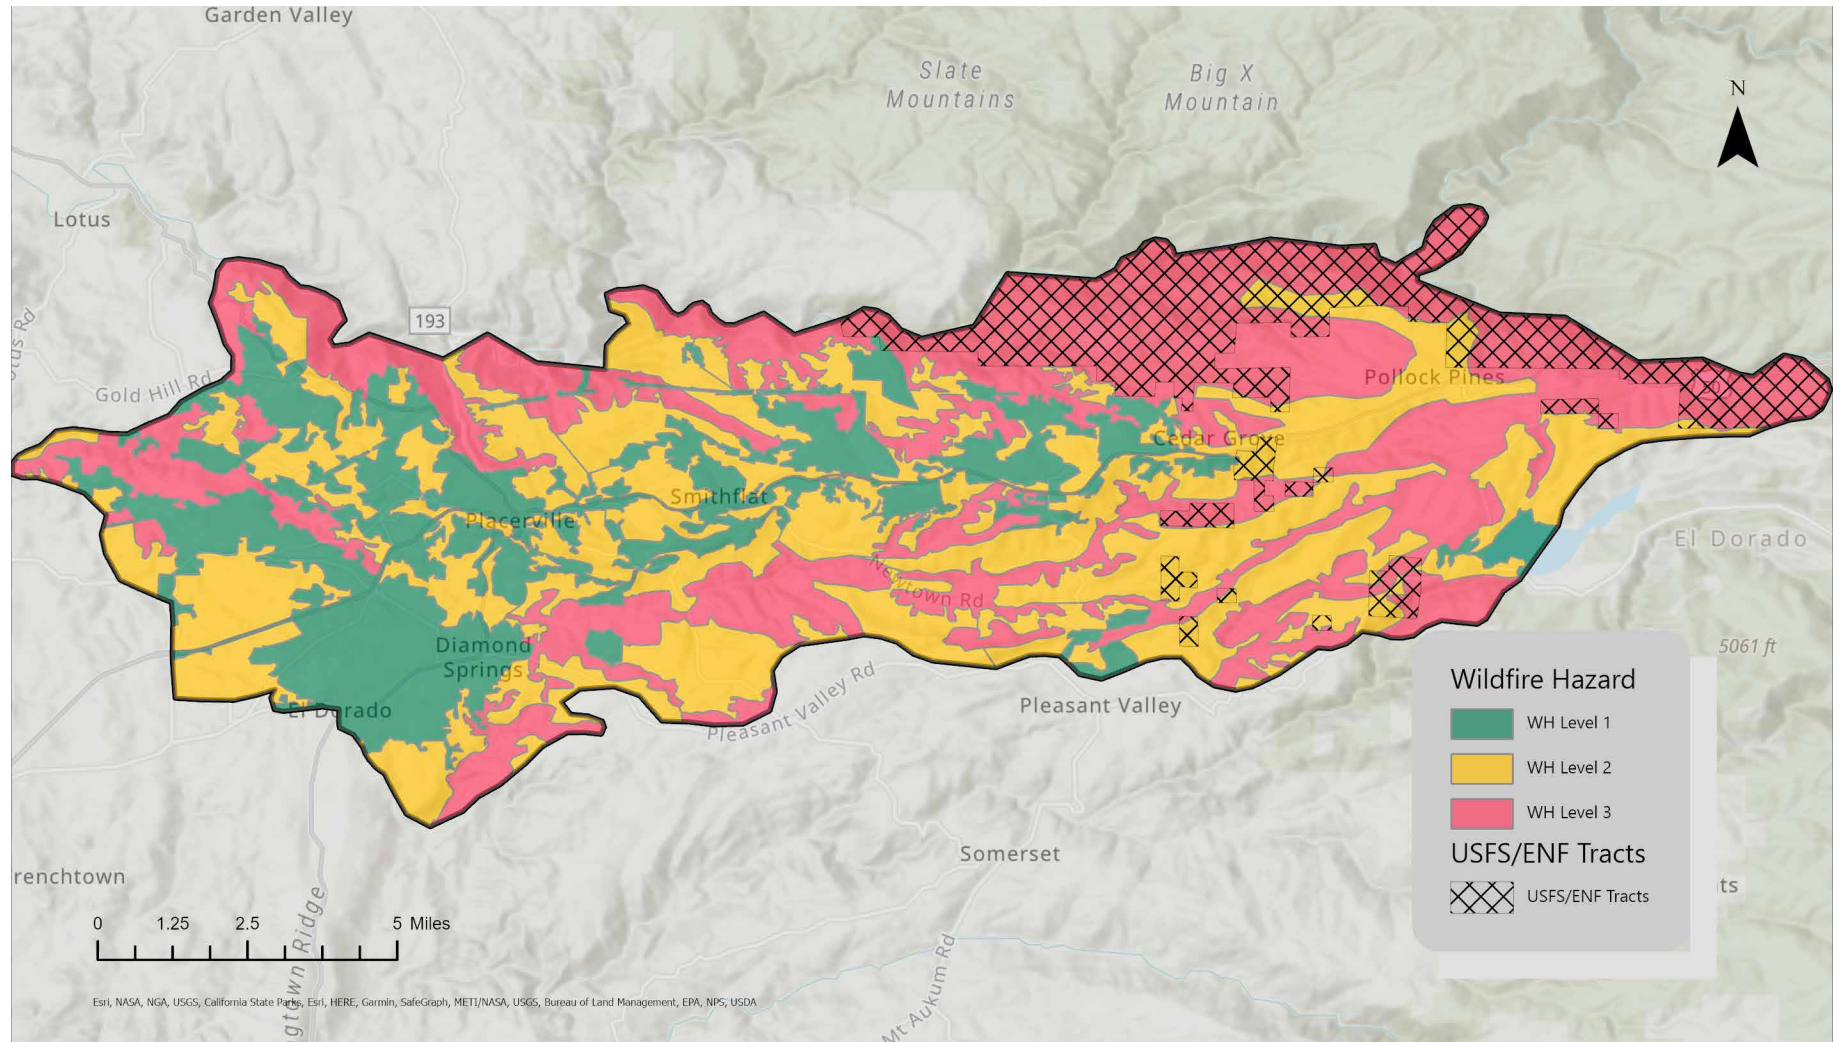 Garden Valley
Slate
Mountains
Big X
Mountain
N
Lotus
193
Gold Hill Rd
Pollock Pines
Cedar Grove
Smithflat
Placerville
El Dorado
Newtown Rd
Diamond
Springs
5061 ft
El Dorado
Pleasant Valley Rd
Pleasant Valley
Wildfire Hazard
WH Level 1
WH Level 2
WH Level 3
USFS/ENF Tracts
USFS/ENF Tracts
Somerset
renchtown
ts
0 1.25 2.5 5 Miles
ngtown Ridge
Mt Aukum Rd
Esri, NASA, NGA, USGS, California State Parks, Esri, HERE, Garmin, SafeGraph, METI/NASA, USGS, Bureau of Land Management, EPA, NPS, USDA